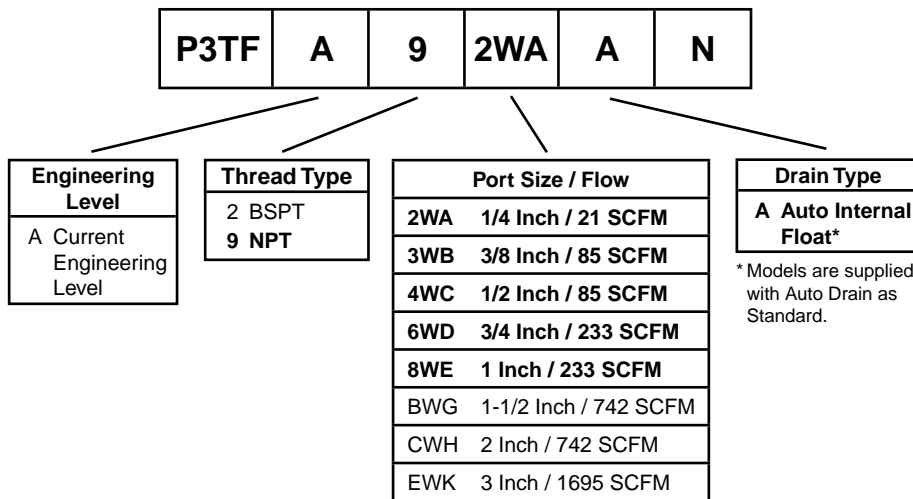 P3TF A 9 2WA A N
Engineering
Level
A Current
Engineering
Level
Thread Type
2 BSPT
9 NPT
Port Size / Flow
2WA 1/4 Inch / 21 SCFM
3WB 3/8 Inch / 85 SCFM
4WC 1/2 Inch / 85 SCFM
6WD 3/4 Inch / 233 SCFM
8WE 1 Inch / 233 SCFM
BWG 1-1/2 Inch / 742 SCFM
CWH 2 Inch / 742 SCFM
EWK 3 Inch / 1695 SCFM
Drain Type
A Auto Internal
Float*
* Models are supplied
with Auto Drain as
Standard.